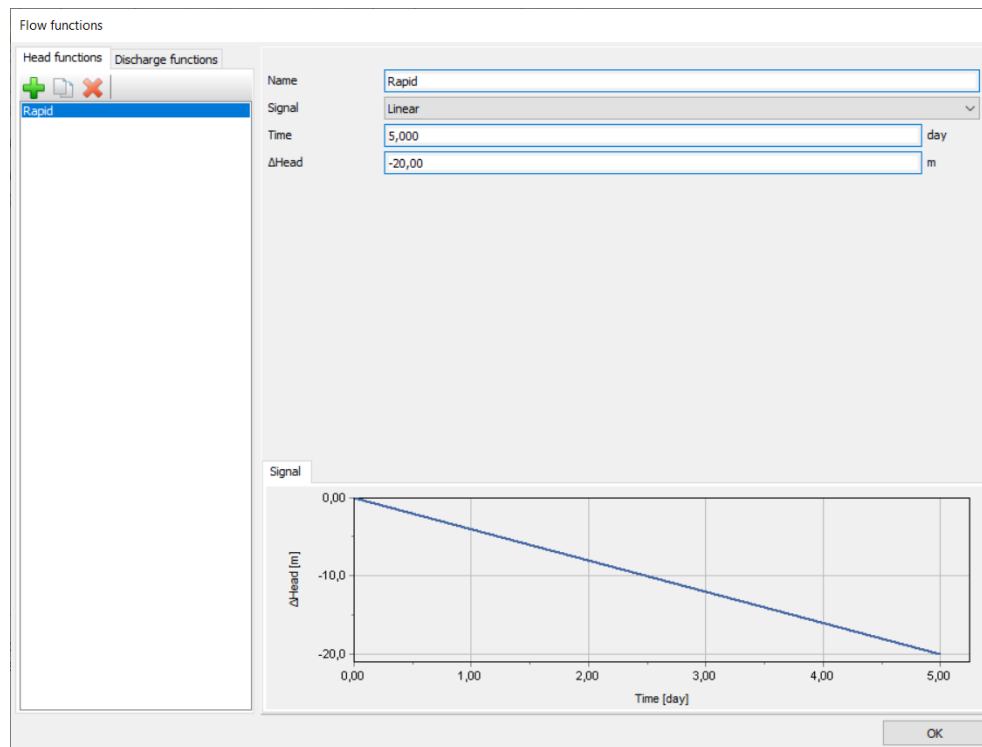 Flow functions
Head functions Discharge functions
Rapid
Name Rapid
Signal Linear
Time 5,000 day
ΔHead -20,00 m
Signal
0,00
-10,0
-20,0
ΔHead [m]
0,00 1,00 2,00 3,00 4,00 5,00
Time [day]
OK